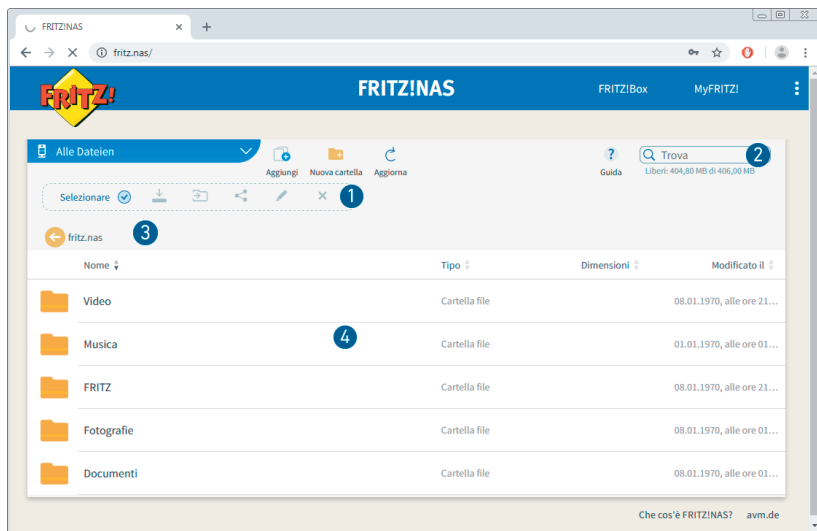 FRITZ!NAS
fritz.nas/
FRITZ!
FRITZ!NAS
FRITZ!Box
MyFRITZ!
Alle Dateien
Aggiungi
Nuova cartella
Aggiorna
Guida
Trova
2
Liberi: 404,80 MB di 406,00 MB
Selezionare
1
fritz.nas
3
Nome
Tipo
Dimensioni
Modificato il
Video
Cartella file
08.01.1970, alle ore 21...
4
Musica
Cartella file
01.01.1970, alle ore 01...
FRITZ
Cartella file
08.01.1970, alle ore 21...
Fotografie
Cartella file
01.01.1970, alle ore 01...
Documenti
Cartella file
08.01.1970, alle ore 01...
Che cos'è FRITZ!NAS?
avm.de